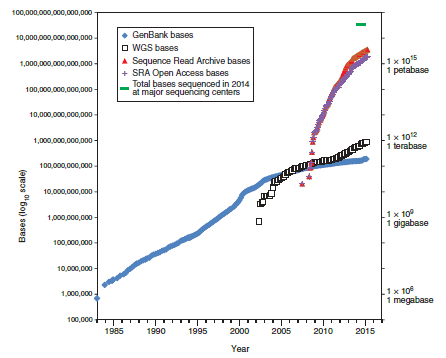 100,000,000,000,000,000
10,000,000,000,000,000
1,000,000,000,000,000
100,000,000,000,000
10,000,000,000,000
1,000,000,000,000
100,000,000,000
10,000,000,000
1,000,000,000
100,000,000
10,000,000
1,000,000
100,000
Bases (log10 scale)
GenBank bases
WGS bases
Sequence Read Archive bases
SRA Open Access bases
Total bases sequenced in 2014
at major sequencing centers
1 × 10^15
1 petabase
1 × 10^12
1 terabase
1 × 10^9
1 gigabase
1 × 10^6
1 megabase
1985 1990 1995 2000 2005 2010 2015
Year